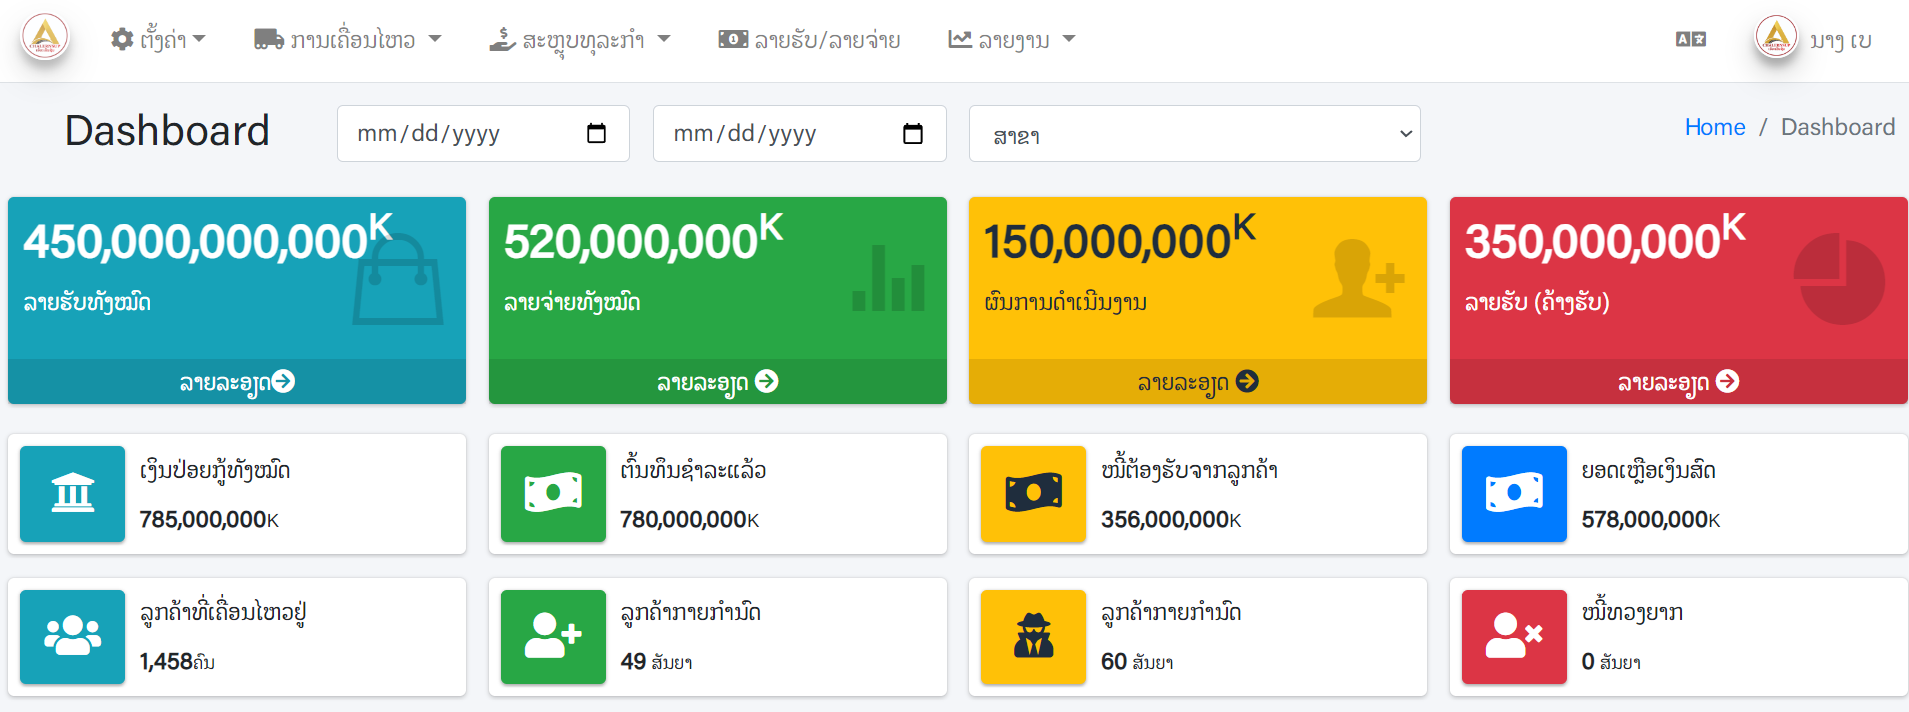 ຕັ້ງຄ່າ
ການເຄື່ອນໄຫວ
ສະຫຼຸບທຸລະກຳ
ລາຍຮັບ/ລາຍຈ່າຍ
ລາຍງານ
ນາງ ເບ
Dashboard
mm/dd/yyyy
mm/dd/yyyy
ສາຂາ
Home / Dashboard
450,000,000,000K
ລາຍຮັບທັງໝົດ
ລາຍລະອຽດ
520,000,000K
ລາຍຈ່າຍທັງໝົດ
ລາຍລະອຽດ
150,000,000K
ຜົນການດຳເນີນງານ
ລາຍລະອຽດ
350,000,000K
ລາຍຮັບ (ຄ້າງຮັບ)
ລາຍລະອຽດ
ເງິນປ່ອຍກູ້ທັງໝົດ
785,000,000K
ຕົ້ນທຶນຊຳລະແລ້ວ
780,000,000K
ໜີ້ຕ້ອງຮັບຈາກລູກຄ້າ
356,000,000K
ຍອດເຫຼືອເງິນສົດ
578,000,000K
ລູກຄ້າທີ່ເຄື່ອນໄຫວຢູ່
1,458ຄົນ
ລູກຄ້າກາຍກຳນົດ
49 ສັນຍາ
ລູກຄ້າກາຍກຳນົດ
60 ສັນຍາ
ໜີ້ທວງຍາກ
0 ສັນຍາ